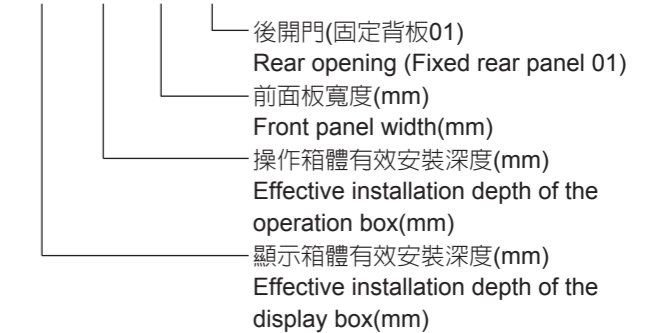 後開門(固定背板01)
Rear opening (Fixed rear panel 01)
前面板寬度(mm)
Front panel width(mm)
操作箱體有效安裝深度(mm)
Effective installation depth of the
operation box(mm)
顯示箱體有效安裝深度(mm)
Effective installation depth of the
display box(mm)